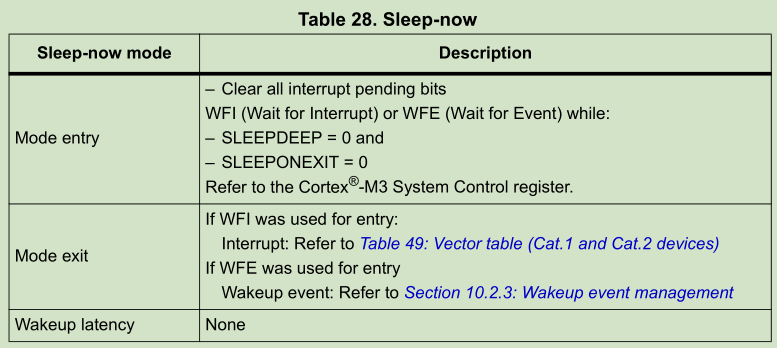 Table 28. Sleep-now
Sleep-now mode
Description
Mode entry
– Clear all interrupt pending bits
WFI (Wait for Interrupt) or WFE (Wait for Event) while:
– SLEEPDEEP = 0 and
– SLEEPONEXIT = 0
Refer to the Cortex®-M3 System Control register.
Mode exit
If WFI was used for entry:
Interrupt: Refer to Table 49: Vector table (Cat.1 and Cat.2 devices)
If WFE was used for entry
Wakeup event: Refer to Section 10.2.3: Wakeup event management
Wakeup latency
None